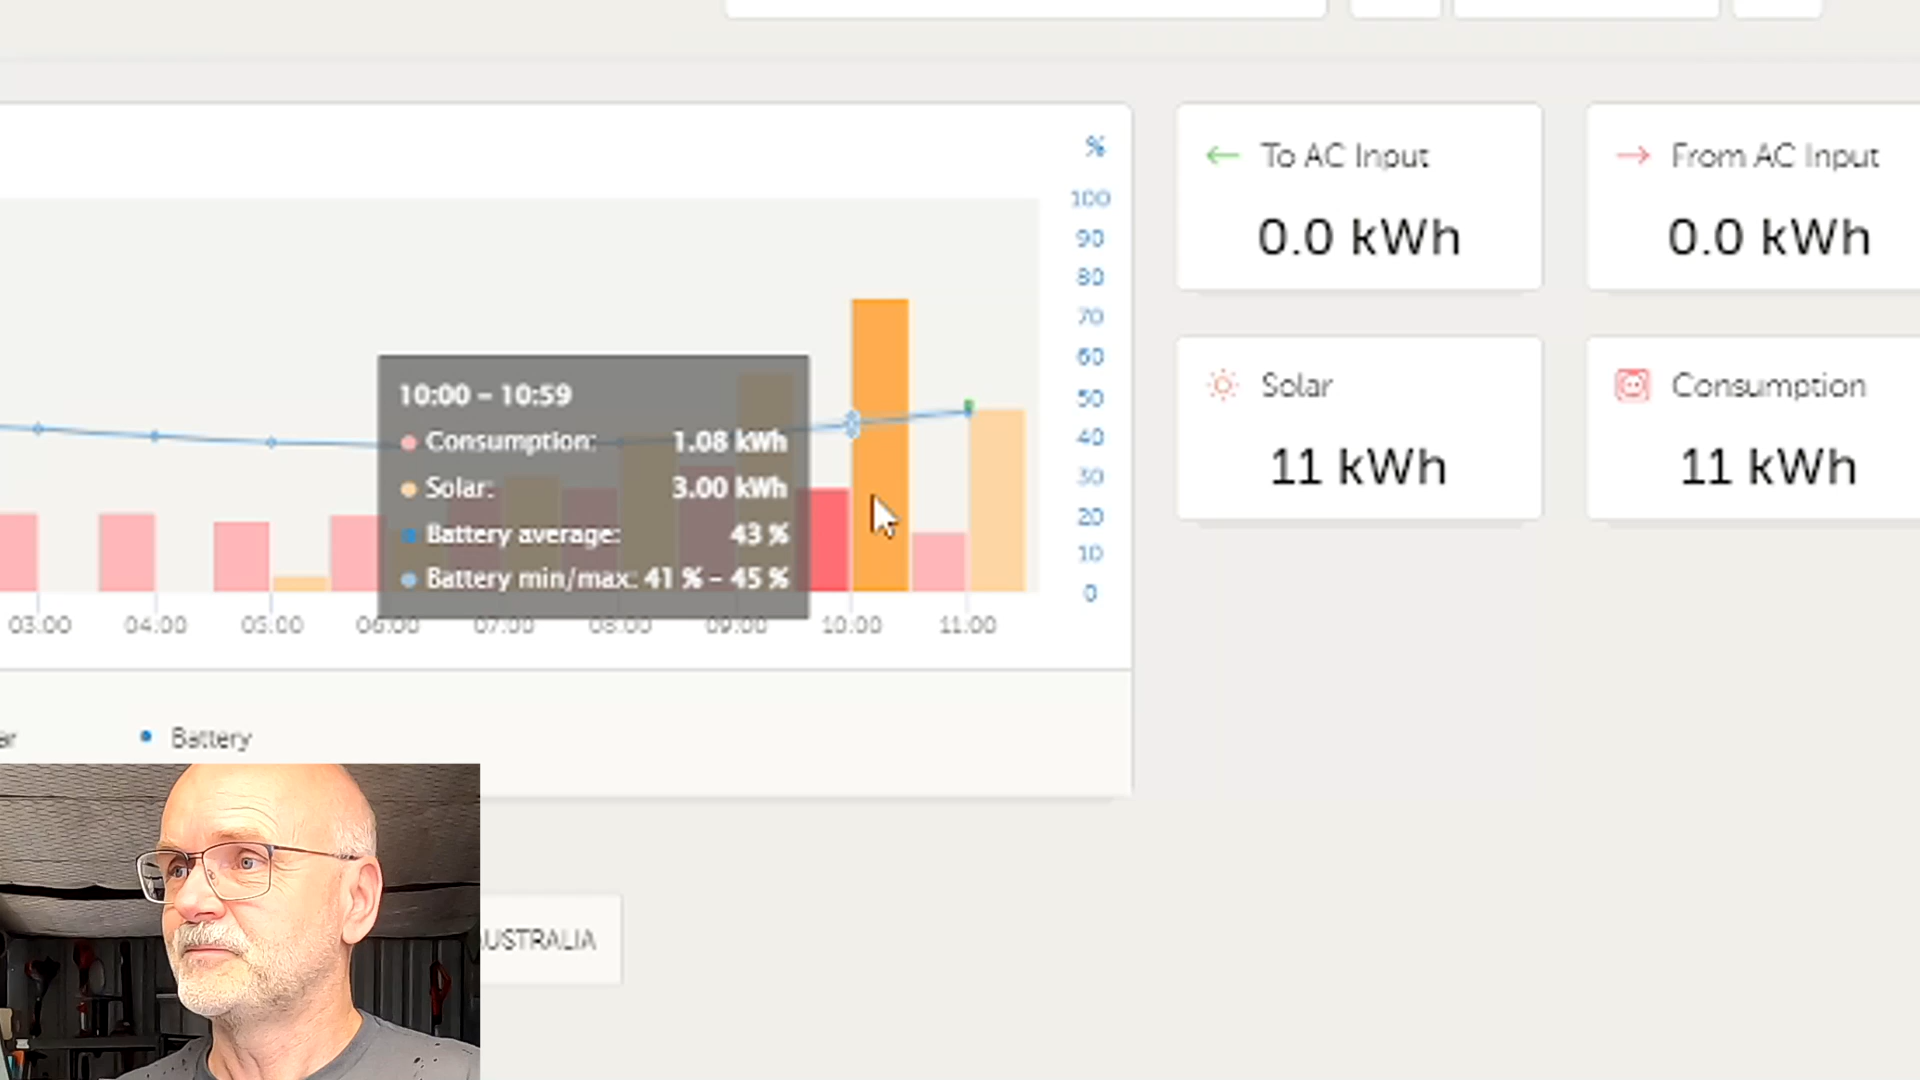 %
100
90
80
70
60
50
40
30
20
10
0
10:00 – 10:59
Consumption: 1.08 kWh
Solar: 3.00 kWh
Battery average: 43 %
Battery min/max: 41 % – 45 %
03:00 04:00 05:00 06:00 07:00 08:00 09:00 10:00 11:00
ar Battery
To AC Input
0.0 kWh
From AC Input
0.0 kWh
Solar
11 kWh
Consumption
11 kWh
AUSTRALIA